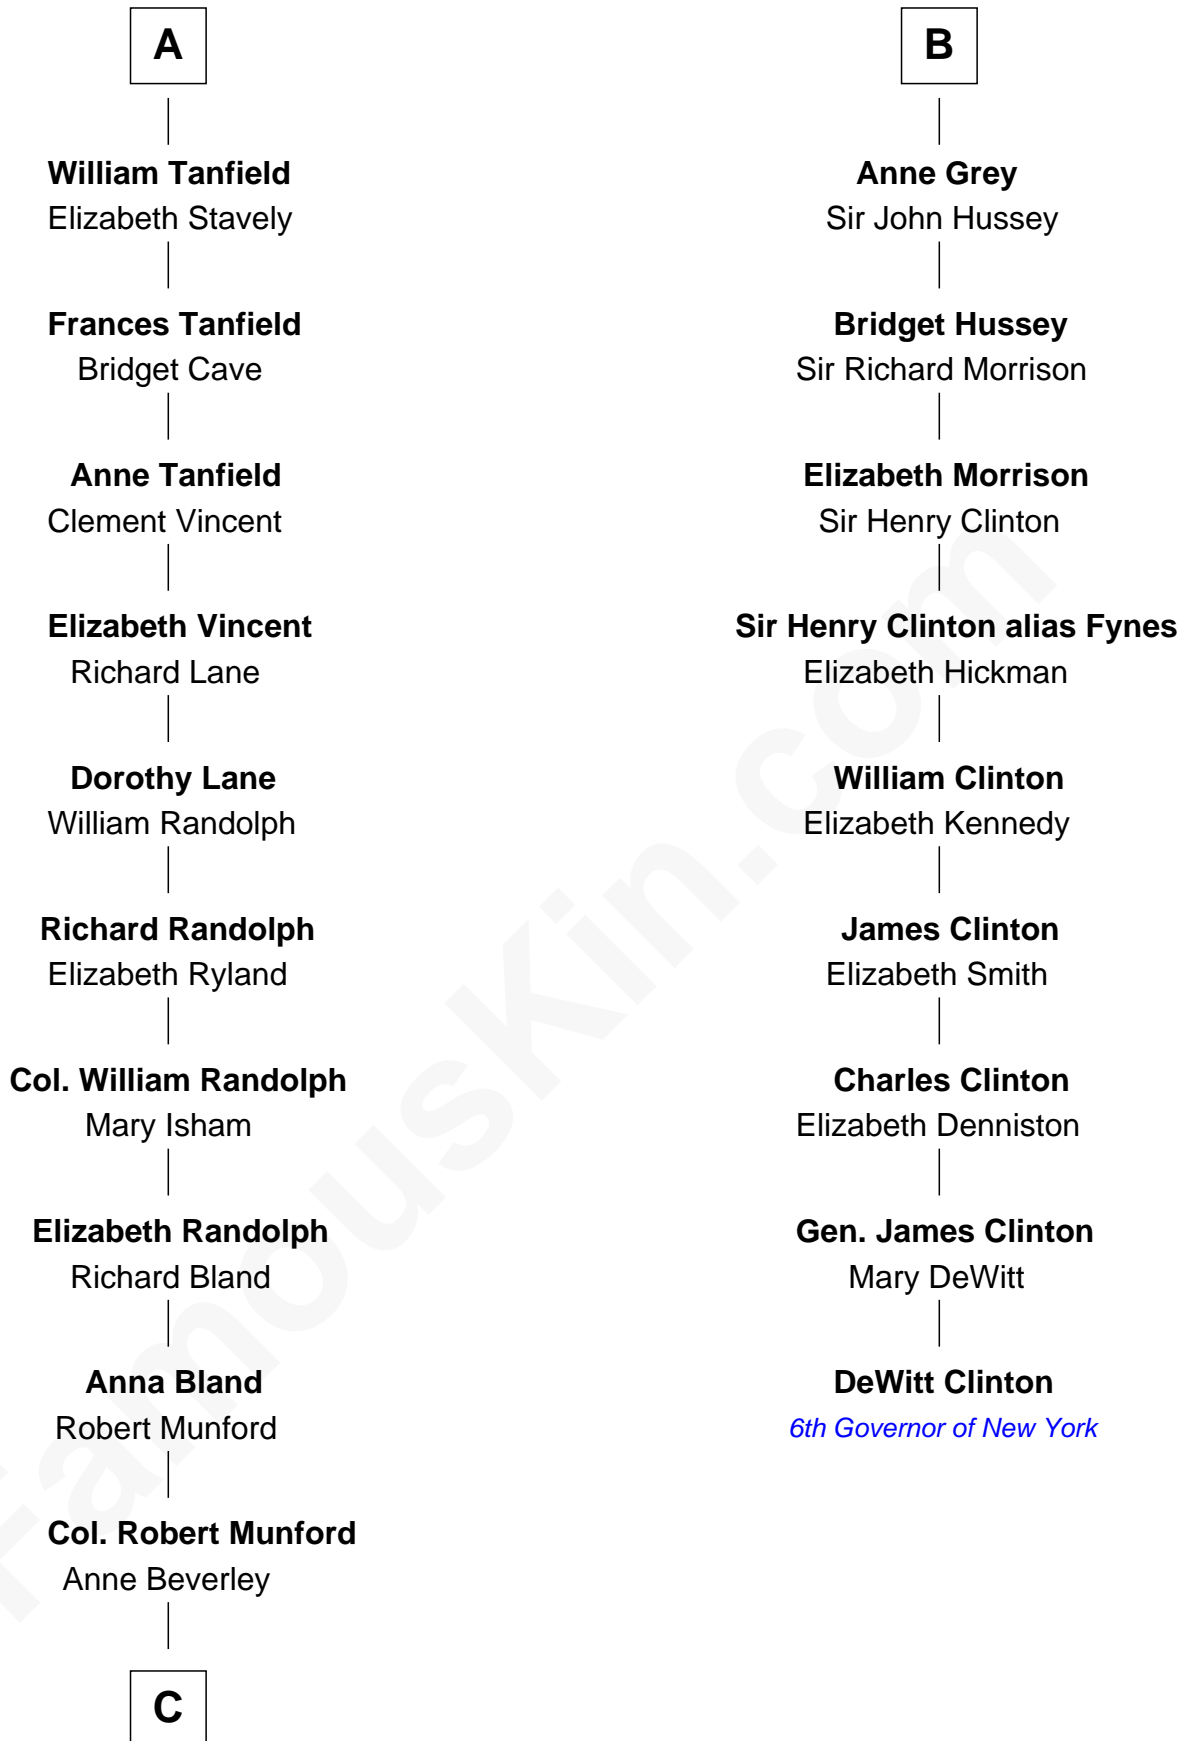 A
William Tanfield
Elizabeth Stavely
Frances Tanfield
Bridget Cave
Anne Tanfield
Clement Vincent
Elizabeth Vincent
Richard Lane
Dorothy Lane
William Randolph
Richard Randolph
Elizabeth Ryland
Col. William Randolph
Mary Isham
Elizabeth Randolph
Richard Bland
Anna Bland
Robert Munford
Col. Robert Munford
Anne Beverley
C
B
Anne Grey
Sir John Hussey
Bridget Hussey
Sir Richard Morrison
Elizabeth Morrison
Sir Henry Clinton
Sir Henry Clinton alias Fynes
Elizabeth Hickman
William Clinton
Elizabeth Kennedy
James Clinton
Elizabeth Smith
Charles Clinton
Elizabeth Denniston
Gen. James Clinton
Mary DeWitt
DeWitt Clinton
6th Governor of New York
FamousKin.com